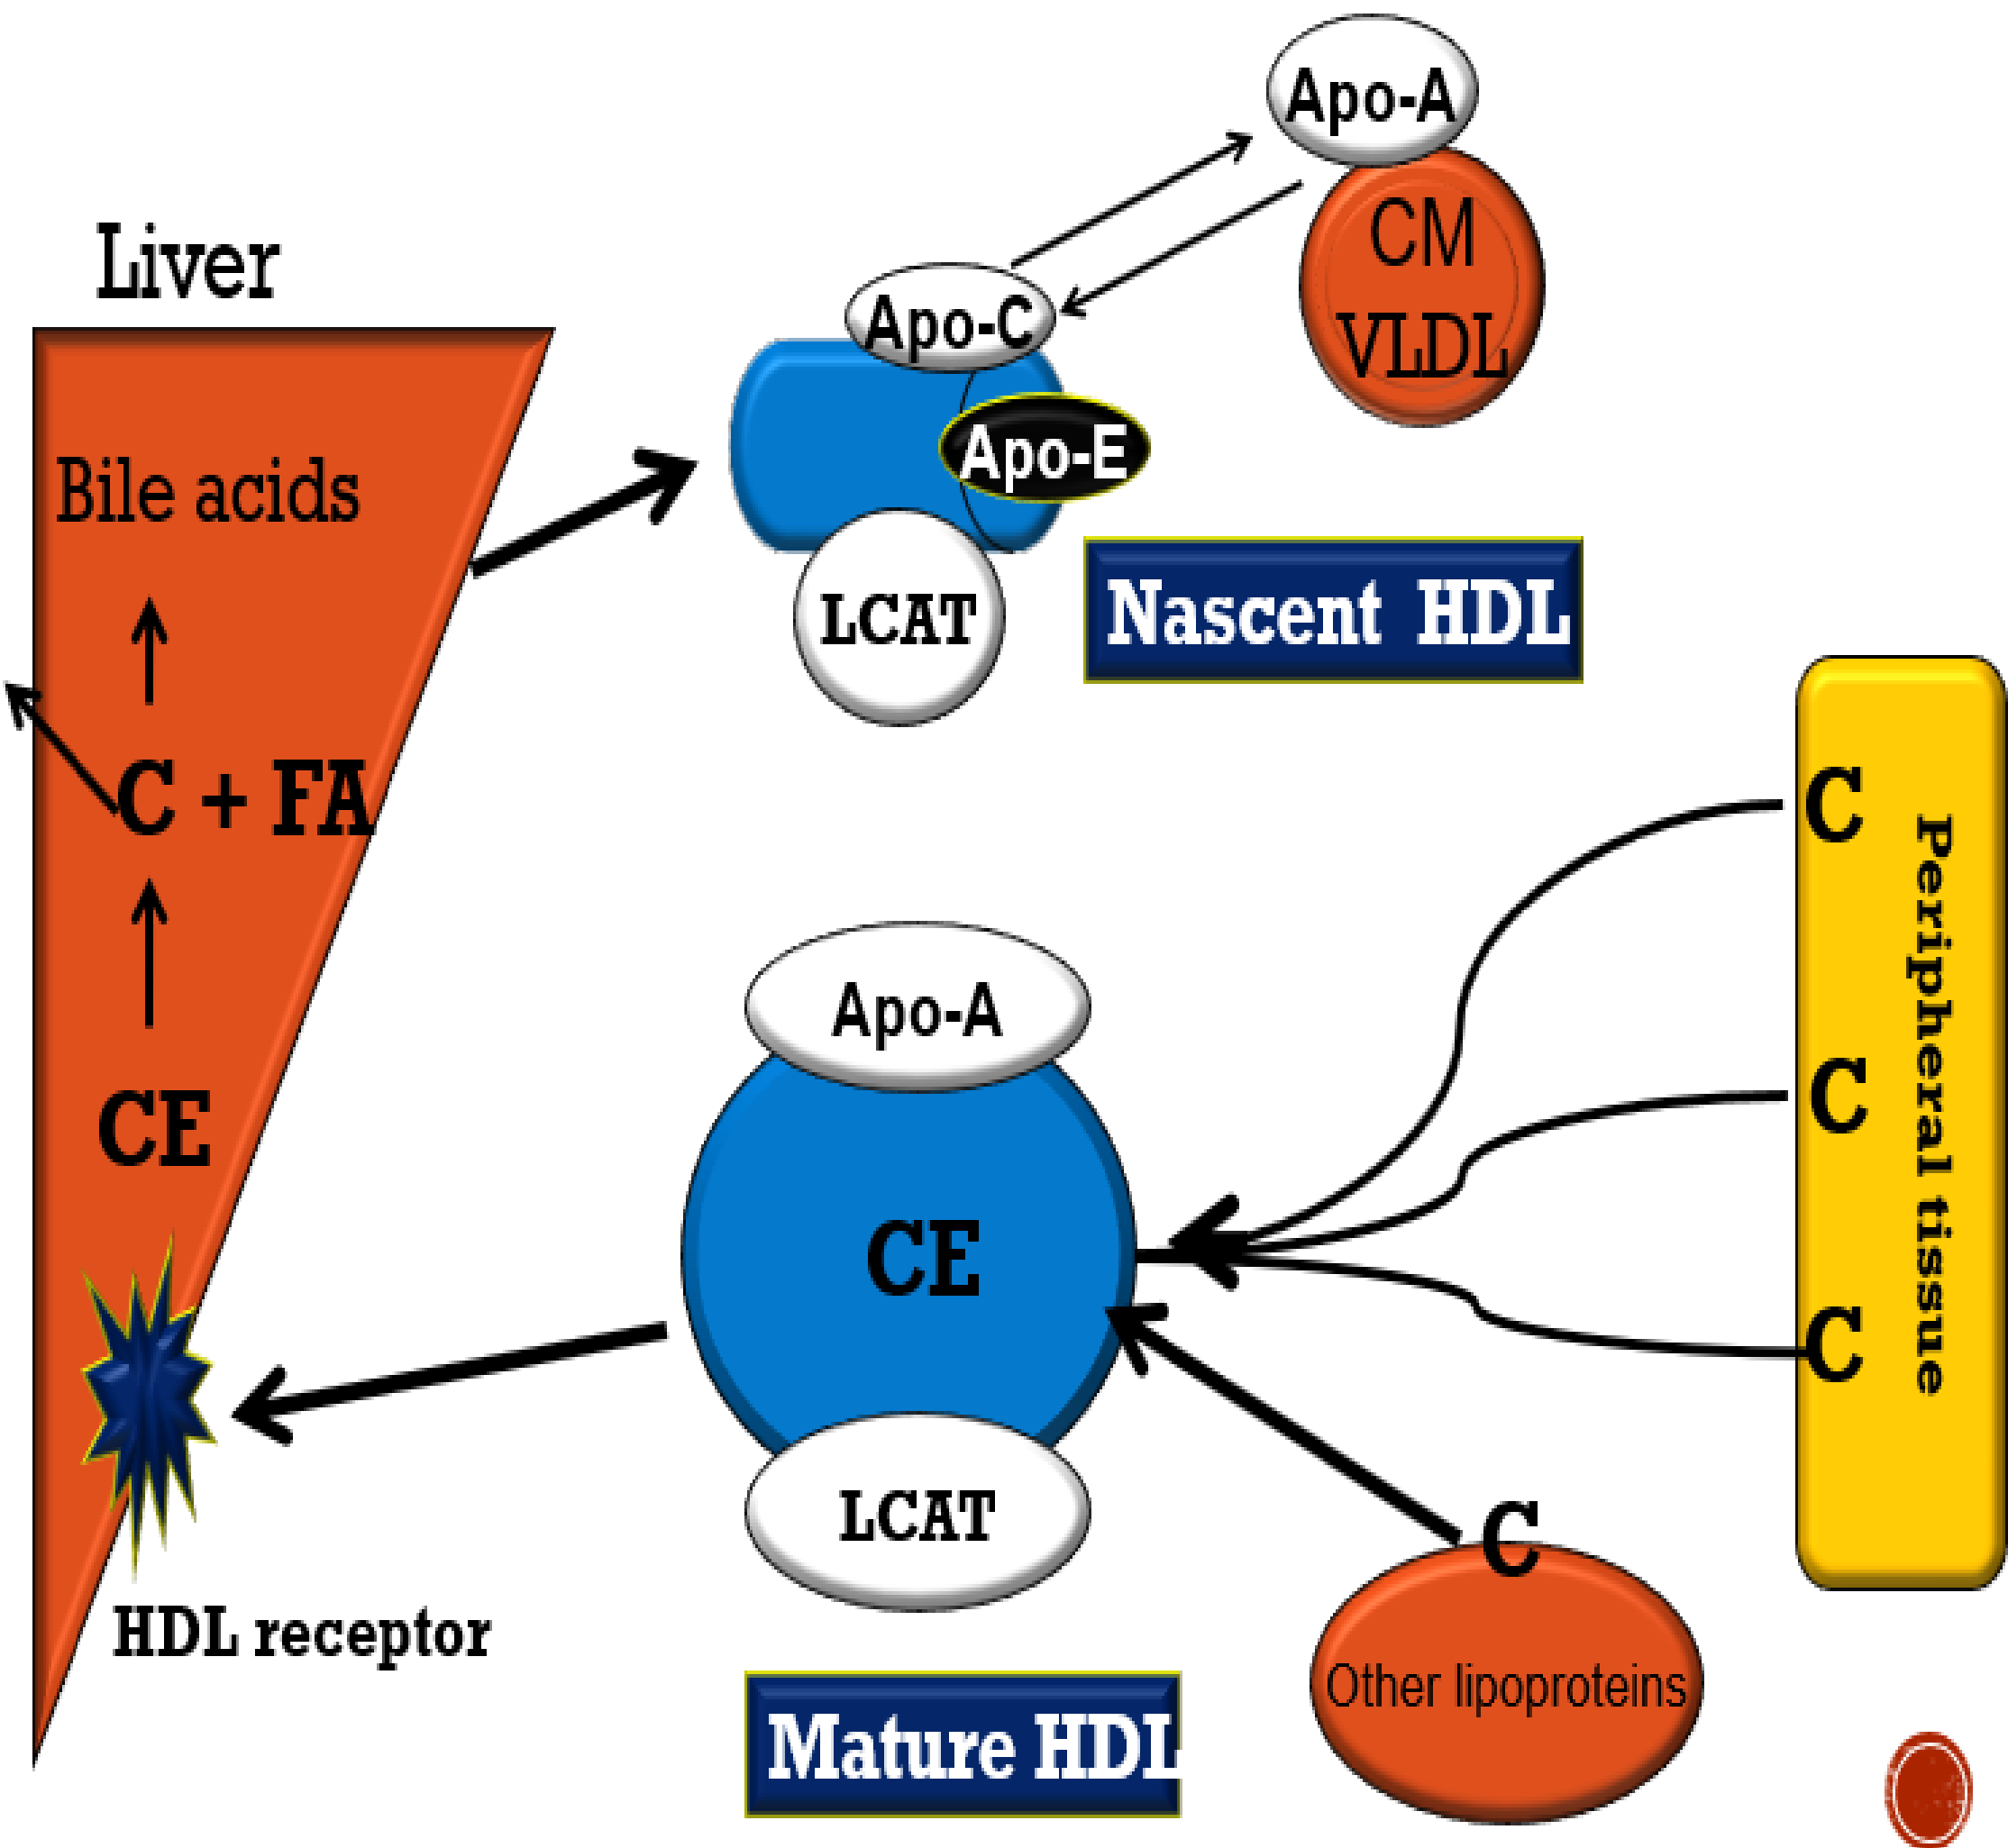 Apo-A
CM
VLDL
Liver
Apo-C
Apo-E
Bile acids
LCAT
Nascent HDL
C + FA
CE
HDL receptor
Apo-A
CE
LCAT
Mature HDL
C
C
C
Peripheral tissue
C
Other lipoproteins